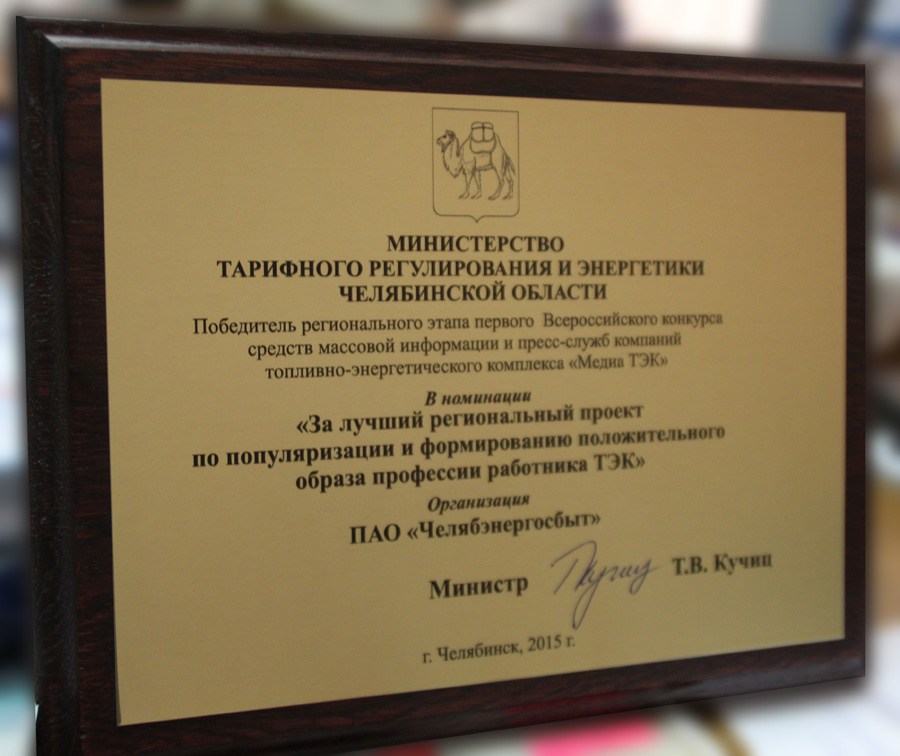 МИНИСТЕРСТВО
ТАРИФНОГО РЕГУЛИРОВАНИЯ И ЭНЕРГЕТИКИ
ЧЕЛЯБИНСКОЙ ОБЛАСТИ
Победитель регионального этапа первого Всероссийского конкурса
средств массовой информации и пресс-служб компаний
топливно-энергетического комплекса «Медиа ТЭК»
В номинации
«За лучший региональный проект
по популяризации и формированию положительного
образа профессии работника ТЭК»
Организация
ПАО «Челябэнергосбыт»
Министр Т.В. Кучиц
г. Челябинск, 2015 г.